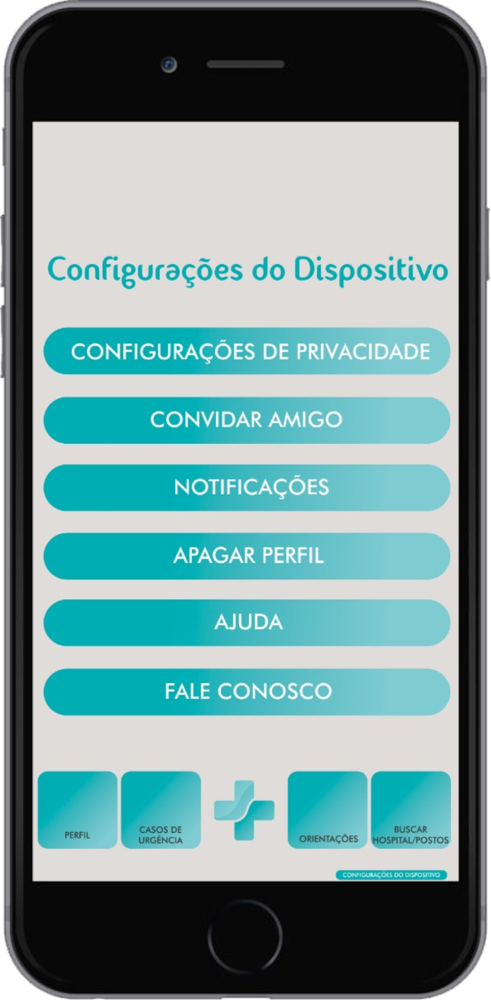 Configurações do Dispositivo
CONFIGURAÇÕES DE PRIVACIDADE
CONVIDAR AMIGO
NOTIFICAÇÕES
APAGAR PERFIL
AJUDA
FALE CONOSCO
PERFIL
CASOS DE
URGÊNCIA
ORIENTAÇÕES
BUSCAR
HOSPITAL/POSTOS
CONFIGURAÇÕES DO DISPOSITIVO